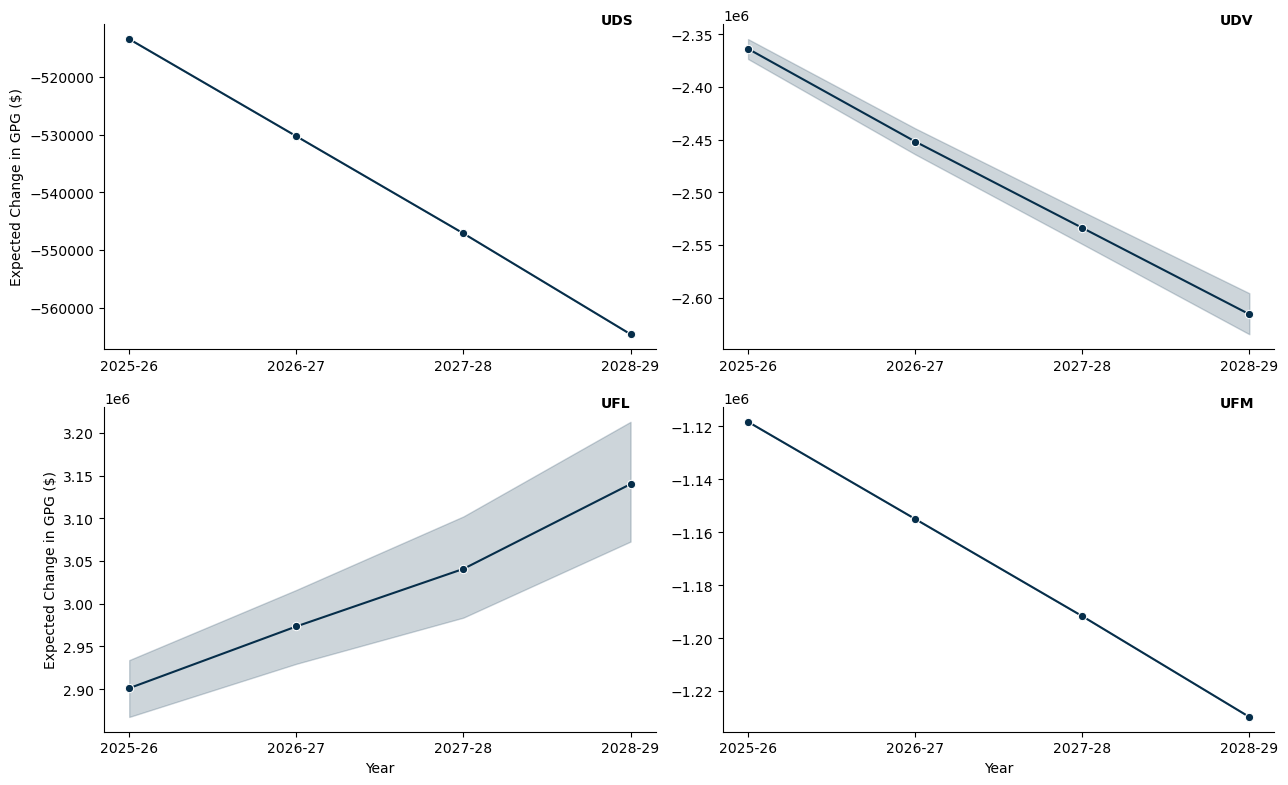 UDS
Expected Change in GPG ($)
−520000
−530000
−540000
−550000
−560000
2025-26 2026-27 2027-28 2028-29
1e6
UDV
−2.35
−2.40
−2.45
−2.50
−2.55
−2.60
2025-26 2026-27 2027-28 2028-29
1e6
UFL
Expected Change in GPG ($)
3.20
3.15
3.10
3.05
3.00
2.95
2.90
2025-26 2026-27 2027-28 2028-29
Year
1e6
UFM
−1.12
−1.14
−1.16
−1.18
−1.20
−1.22
2025-26 2026-27 2027-28 2028-29
Year